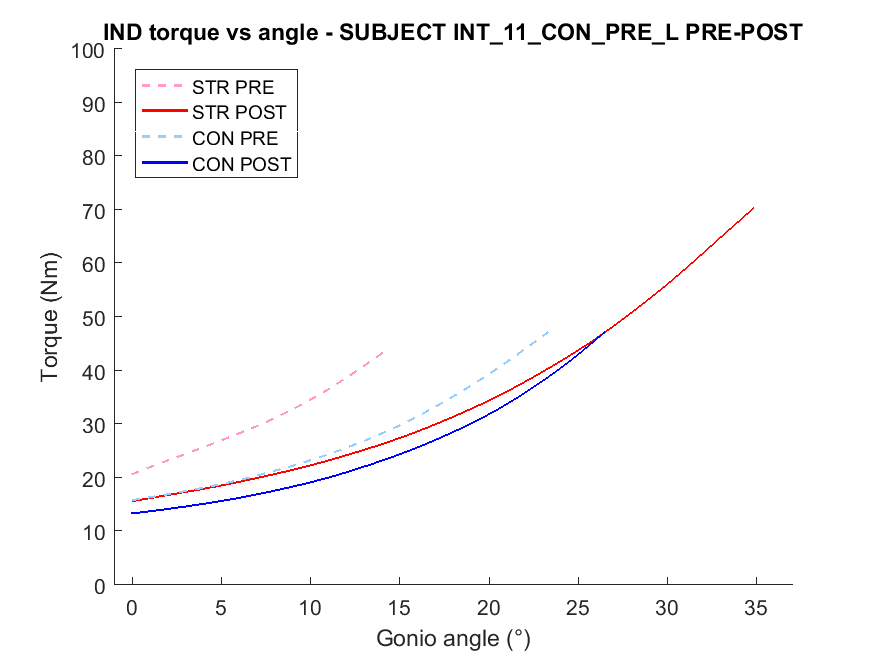 IND torque vs angle - SUBJECT INT_11_CON_PRE_L PRE-POST
100
90
80
70
60
50
40
30
20
10
0
Torque (Nm)
STR PRE
STR POST
CON PRE
CON POST
0 5 10 15 20 25 30 35
Gonio angle (°)